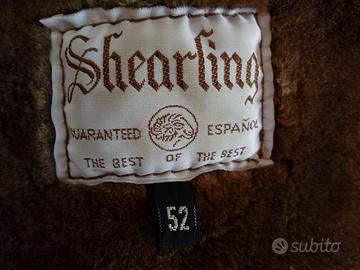 Shearling
GUARANTEED ESPAÑOL
THE BEST OF THE BEST
52
subito